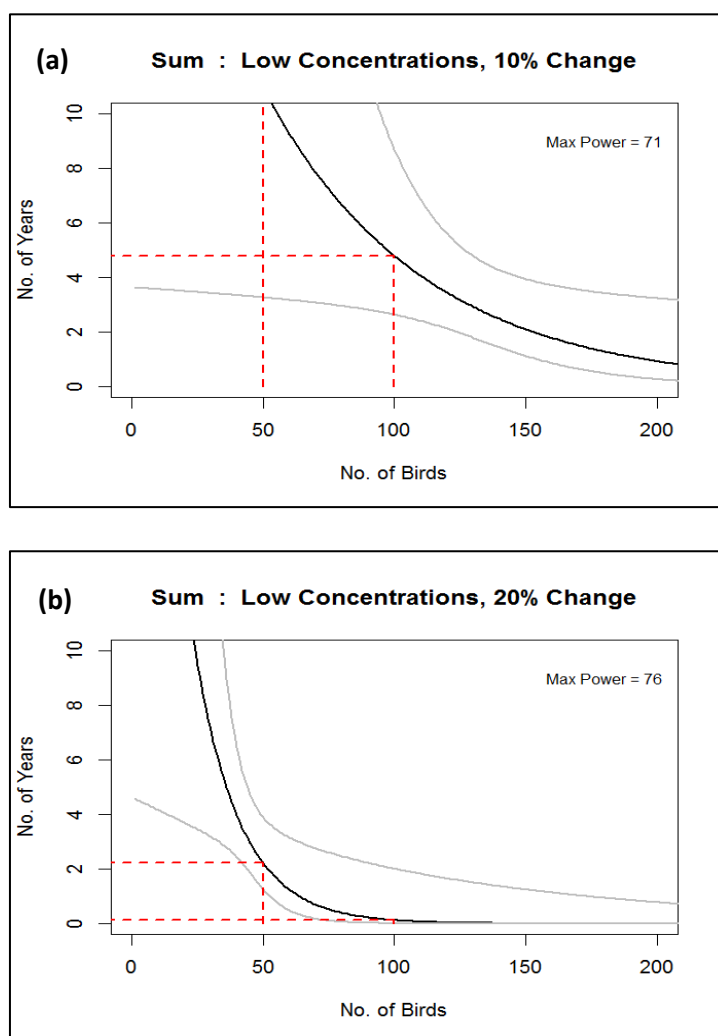 (a)
Sum : Low Concentrations, 10% Change
Max Power = 71
No. of Years
10
8
6
4
2
0
0 50 100 150 200
No. of Birds
(b)
Sum : Low Concentrations, 20% Change
Max Power = 76
No. of Years
10
8
6
4
2
0
0 50 100 150 200
No. of Birds